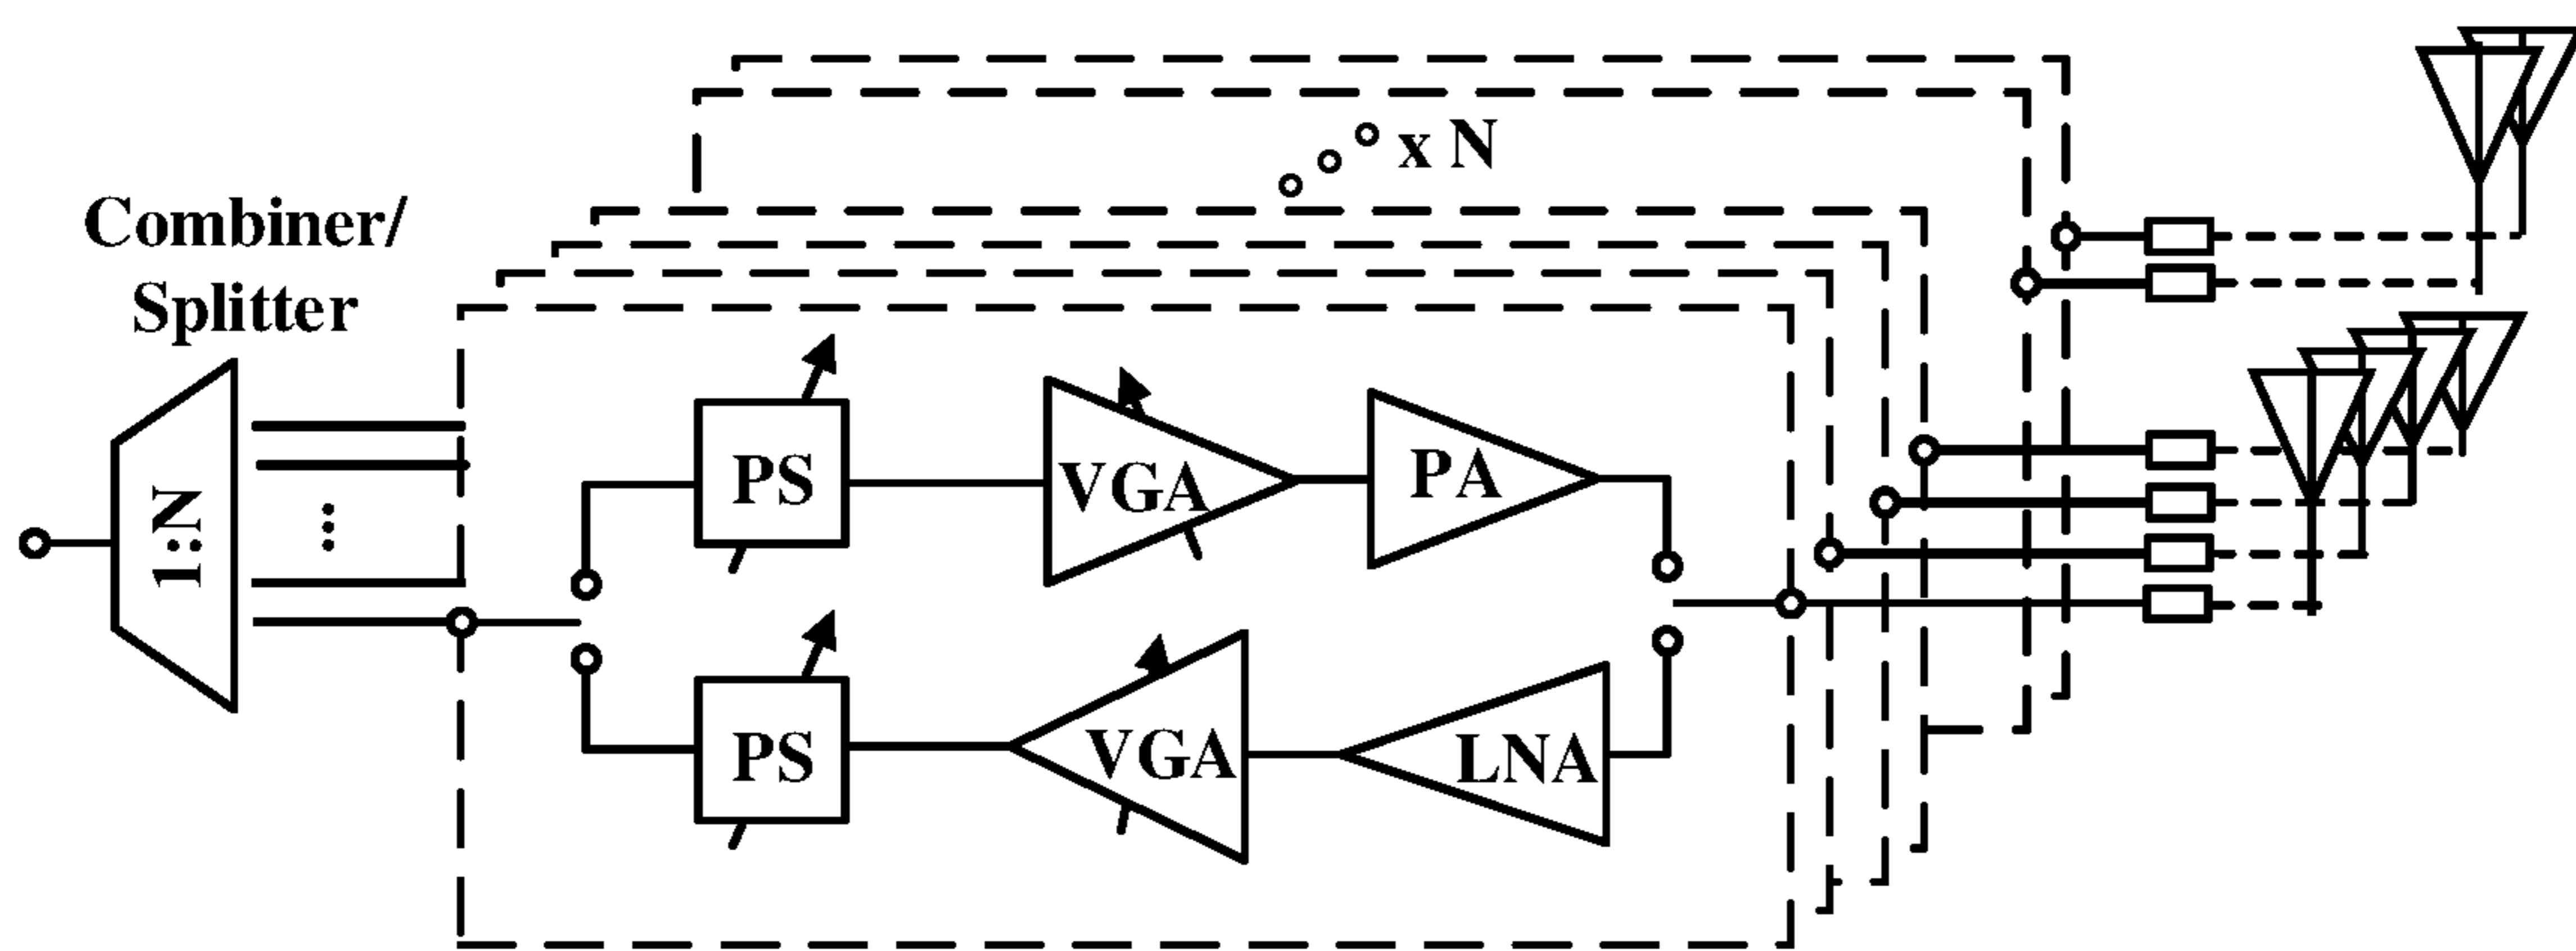 x N
Combiner/
Splitter
1:N
...
PS
VGA
PA
PS
VGA
LNA